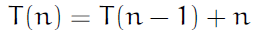 T(n) = T(n − 1) + n